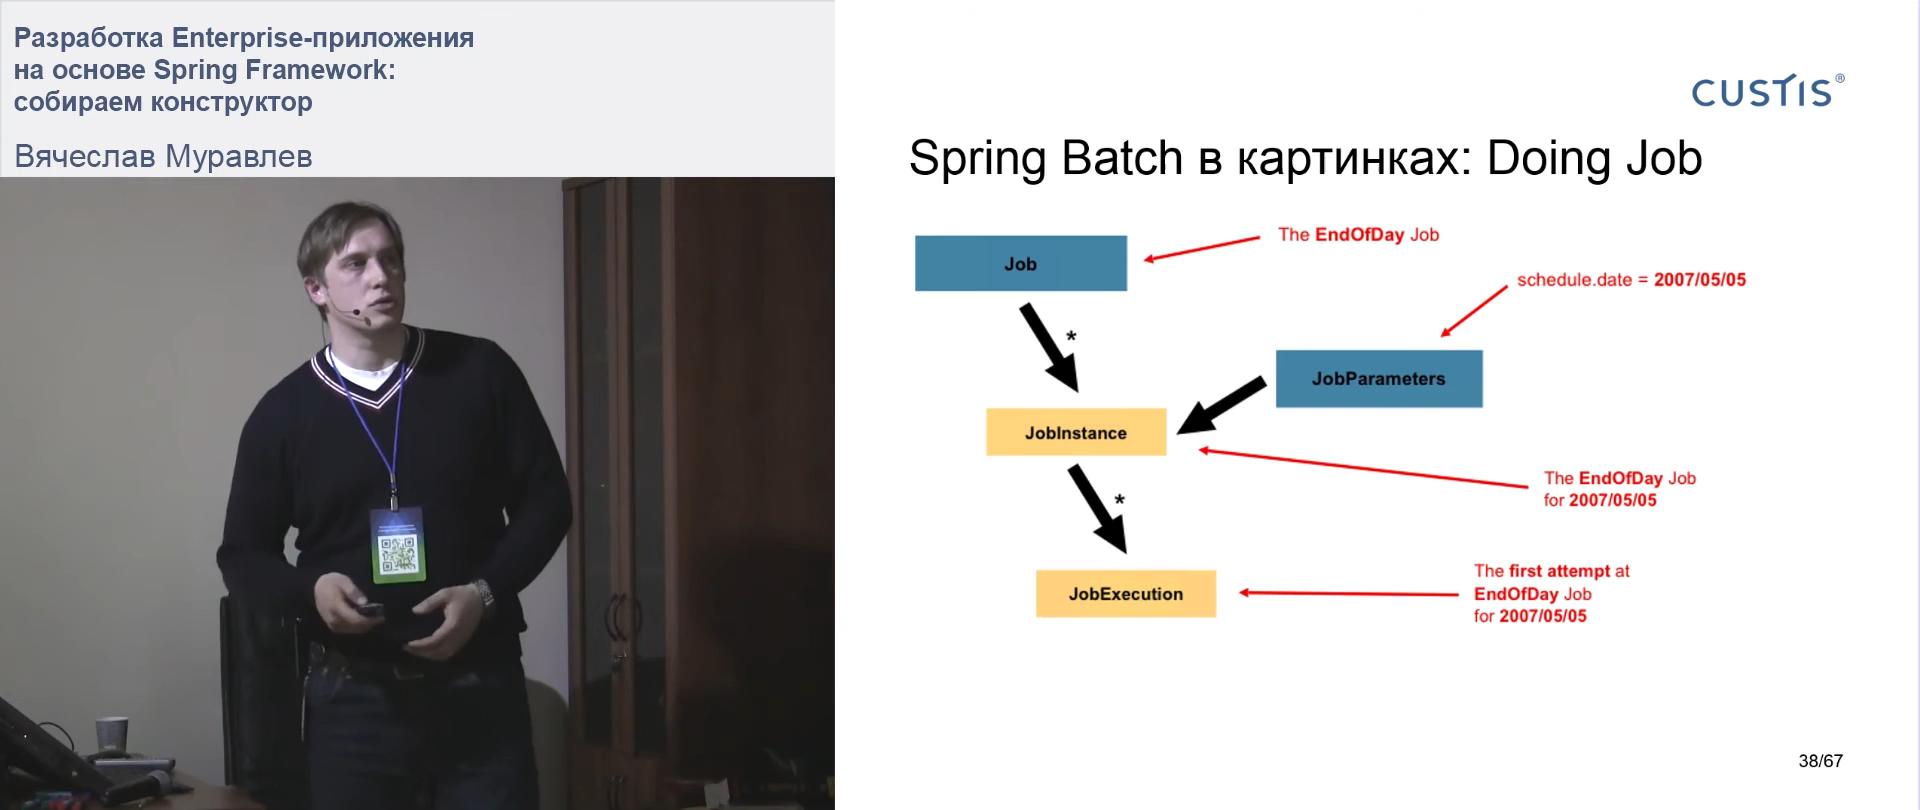 Разработка Enterprise-приложения
на основе Spring Framework:
собираем конструктор
Вячеслав Муравлев
CUSTIS®
Spring Batch в картинках: Doing Job
The EndOfDay Job
Job
schedule.date = 2007/05/05
*
JobParameters
JobInstance
The EndOfDay Job
for 2007/05/05
*
The first attempt at
EndOfDay Job
for 2007/05/05
JobExecution
38/67